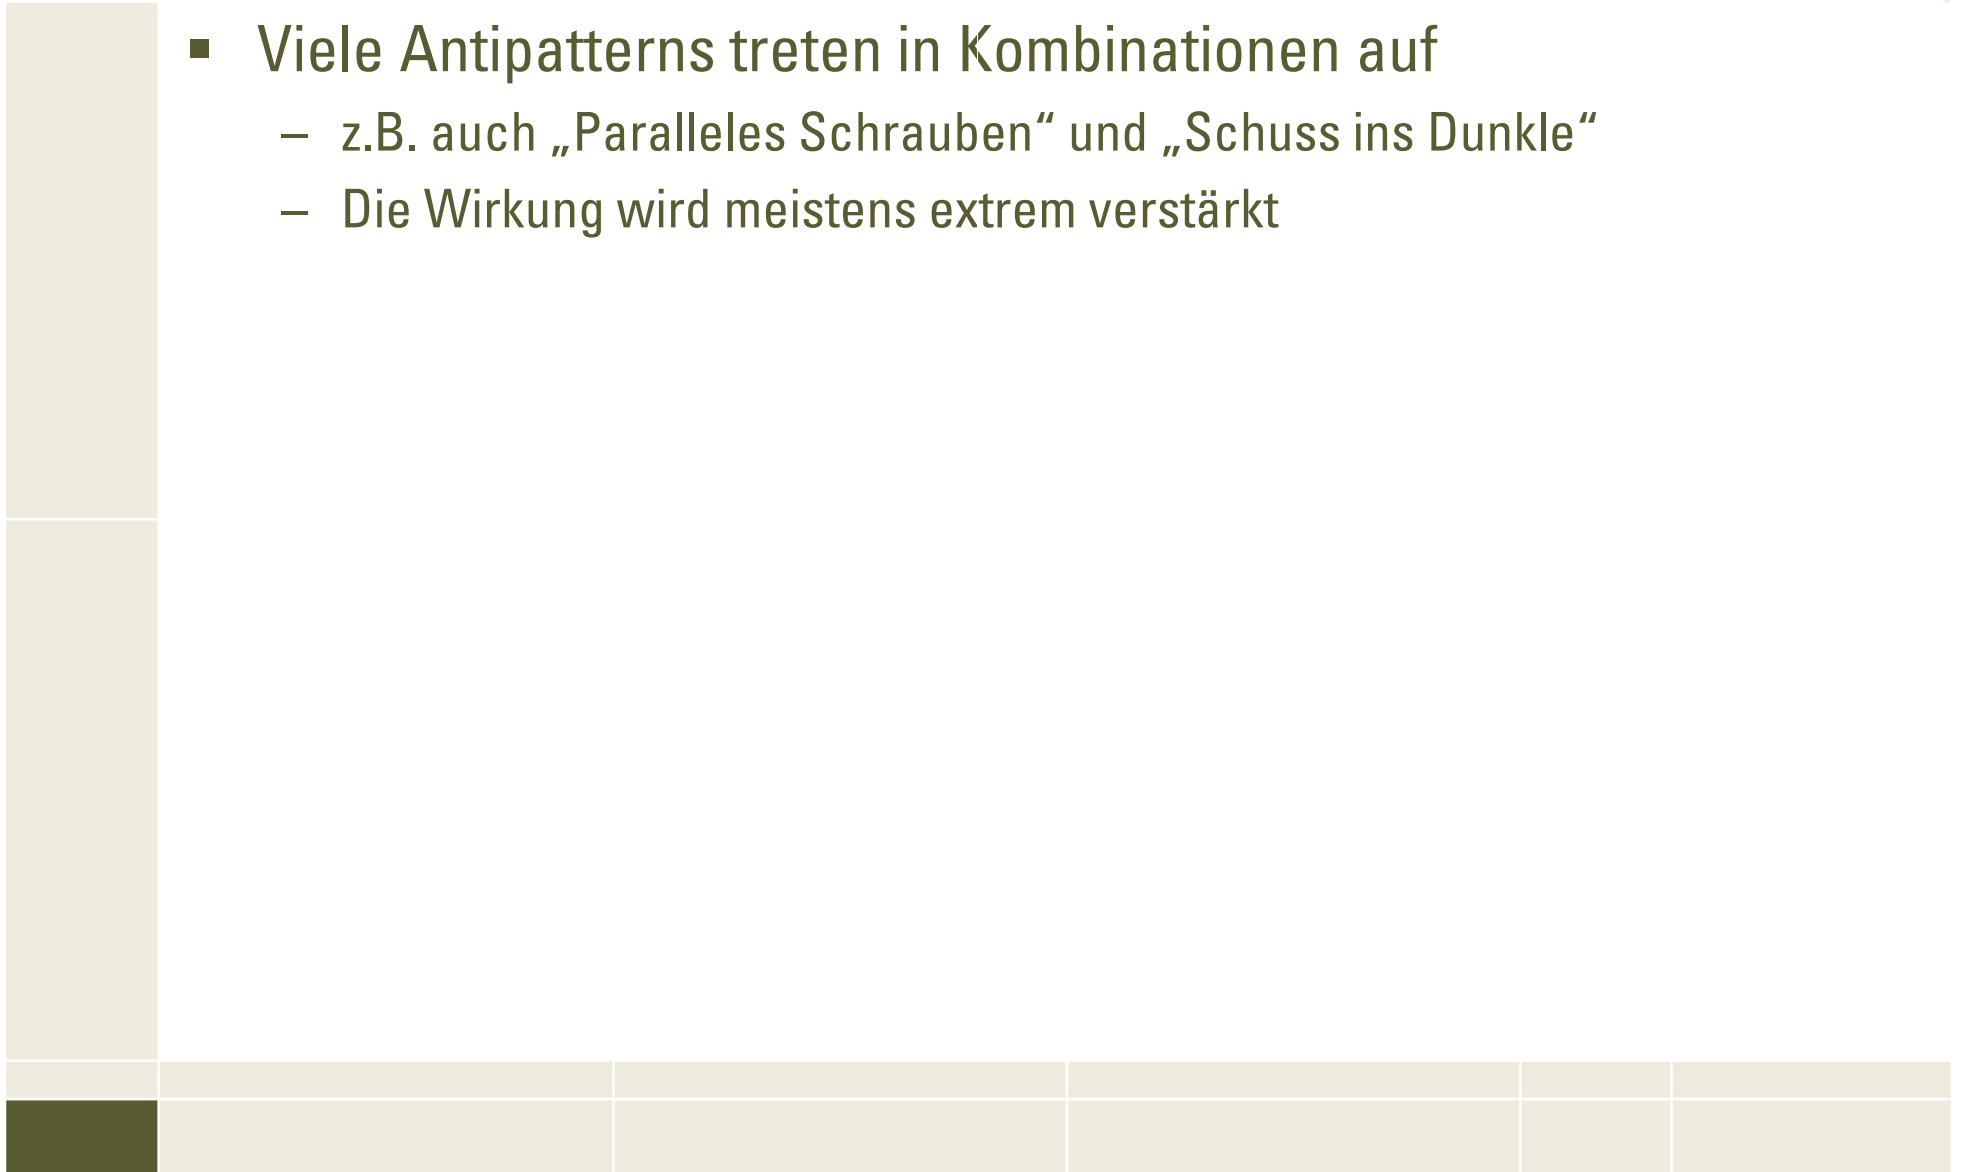 ▪ Viele Antipatterns treten in Kombinationen auf
– z.B. auch „Paralleles Schrauben“ und „Schuss ins Dunkle“
– Die Wirkung wird meistens extrem verstärkt